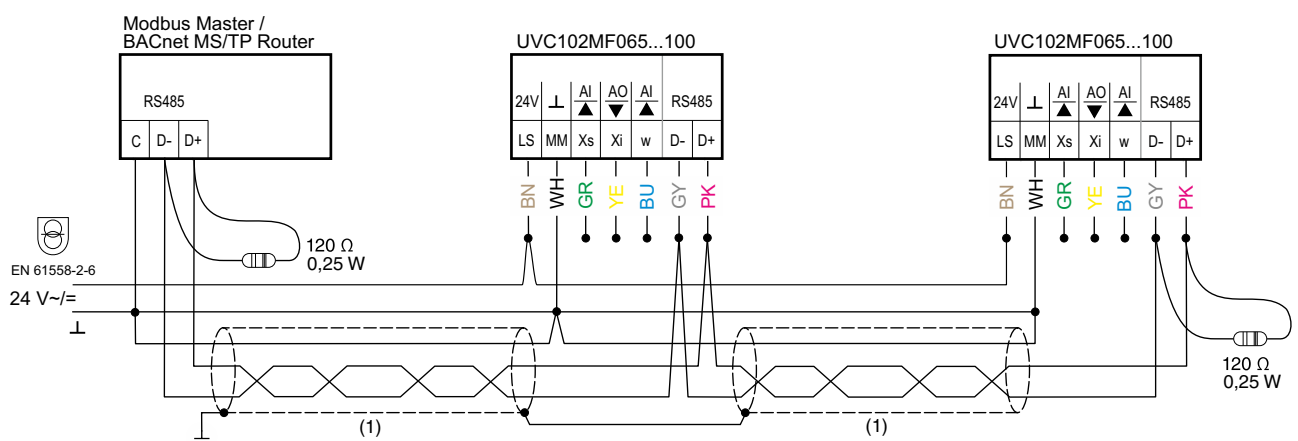 Modbus Master /
BACnet MS/TP Router
RS485
C D- D+
120 Ω
0,25 W
EN 61558-2-6
24 V~/=
⊥
UVC102MF065...100
24V ⊥ AI AO AI RS485
LS MM Xs Xi w D- D+
BN WH GR YE BU GY PK
UVC102MF065...100
24V ⊥ AI AO AI RS485
LS MM Xs Xi w D- D+
BN WH GR YE BU GY PK
120 Ω
0,25 W
(1)
(1)